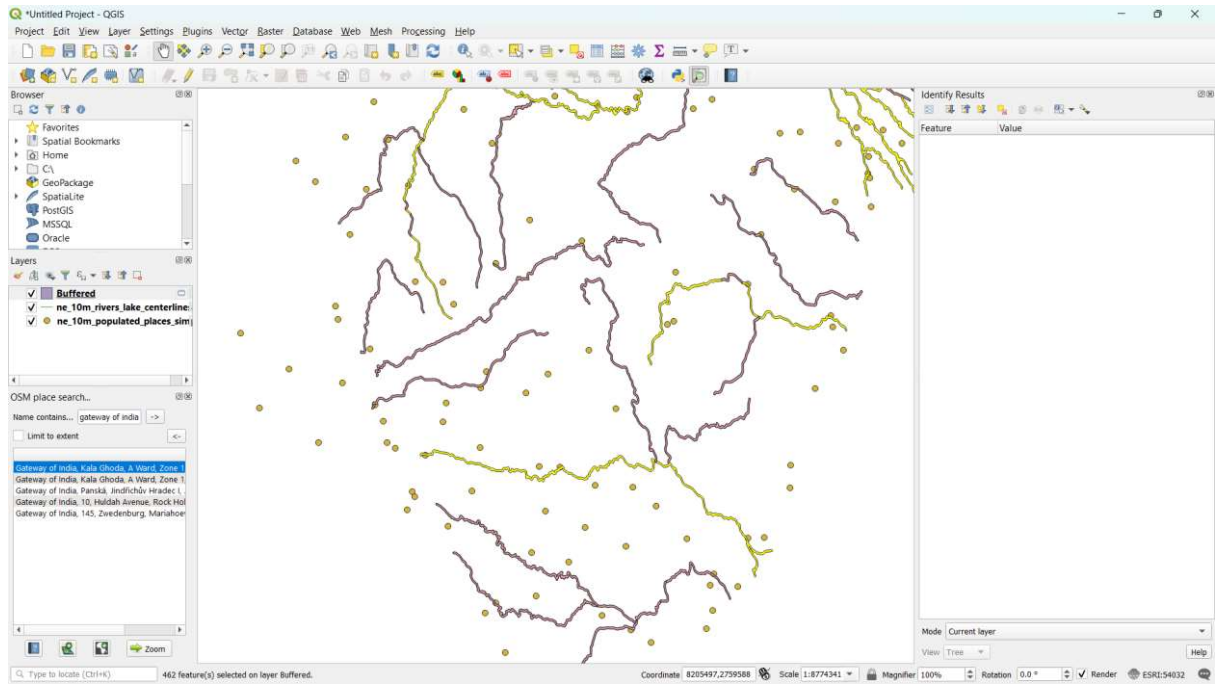 *Untitled Project - QGIS
Project Edit View Layer Settings Plugins Vector Raster Database Web Mesh Processing Help
Browser
Favorites
Spatial Bookmarks
Home
C:\
GeoPackage
SpatiaLite
PostGIS
MSSQL
Oracle
Layers
Buffered
ne_10m_rivers_lake_centerline
ne_10m_populated_places_sim
OSM place search...
Name contains... gateway of india ->
Limit to extent <-
Gateway of India, Kala Ghoda, A Ward, Zone 1
Gateway of India, Kala Ghoda, A Ward, Zone 1,
Gateway of India, Panská, Jindřichův Hradec I,
Gateway of India, 10, Huldah Avenue, Rock Hol
Gateway of India, 145, Zwedenburg, Mariahoev
Zoom
Identify Results
Feature Value
Mode Current layer
View Tree Help
Type to locate (Ctrl+K) 462 feature(s) selected on layer Buffered. Coordinate 8205497,2759588 Scale 1:8774341 Magnifier 100% Rotation 0.0 ° Render ESRI:54032